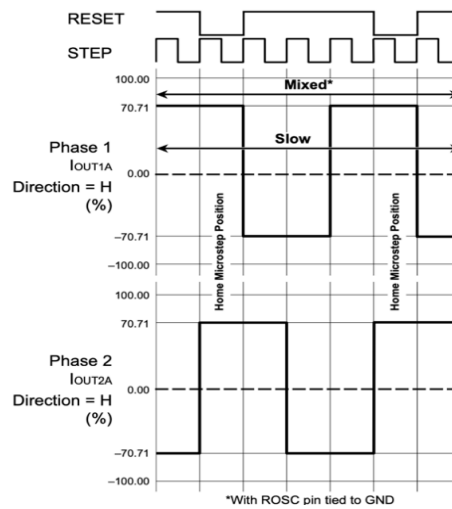 RESET
STEP
100.00
Mixed*
70.71
Slow
Phase 1
IOUT1A
Direction = H
(%)
0.00
Home Microstep Position
Home Microstep Position
–70.71
–100.00
100.00
70.71
Phase 2
IOUT2A
Direction = H
(%)
0.00
–70.71
–100.00
*With ROSC pin tied to GND